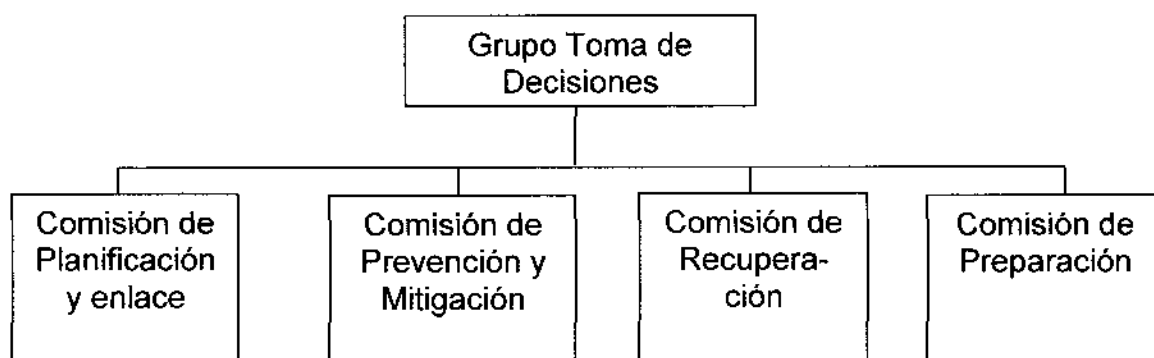 Grupo Toma de
Decisiones
Comisión de
Planificación
y enlace
Comisión de
Prevención y
Mitigación
Comisión de
Recupera-
ción
Comisión de
Preparación